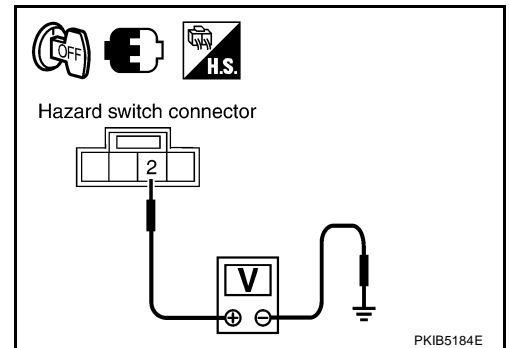 OFF
H.S.
Hazard switch connector
2
V
+ −
PKIB5184E